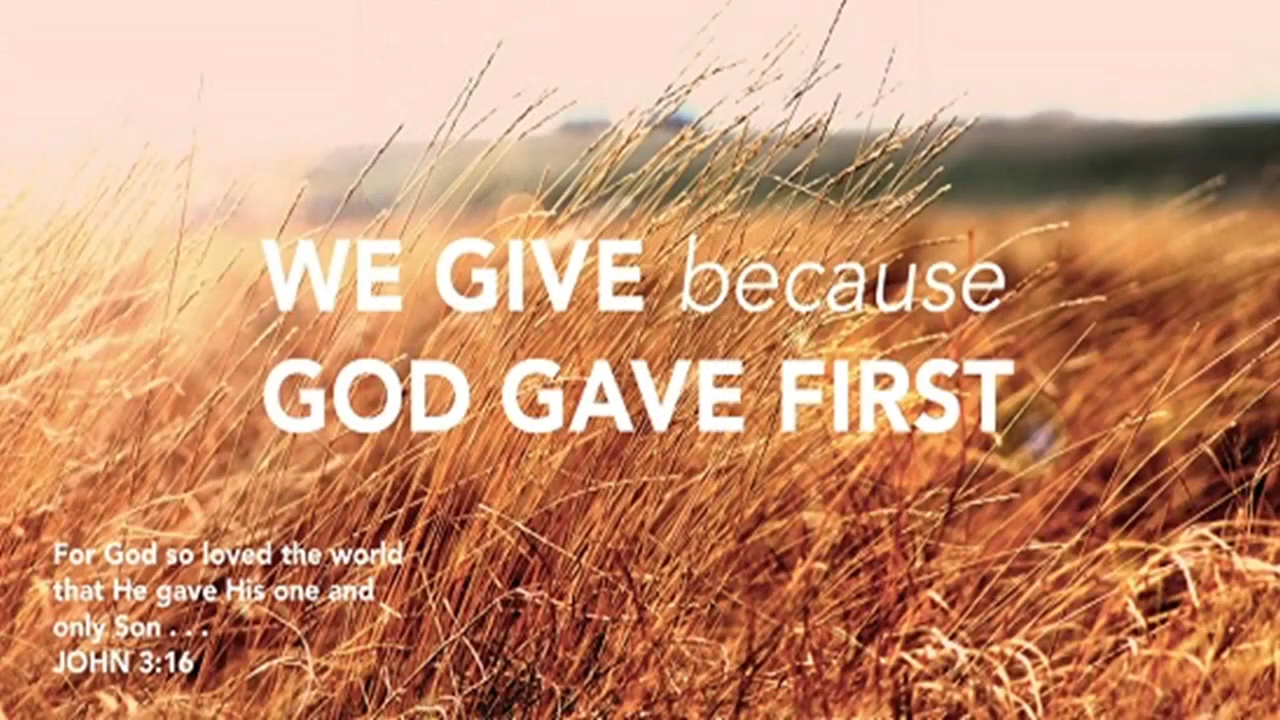 WE GIVE because
GOD GAVE FIRST
For God so loved the world
that He gave His one and
only Son . . .
JOHN 3:16